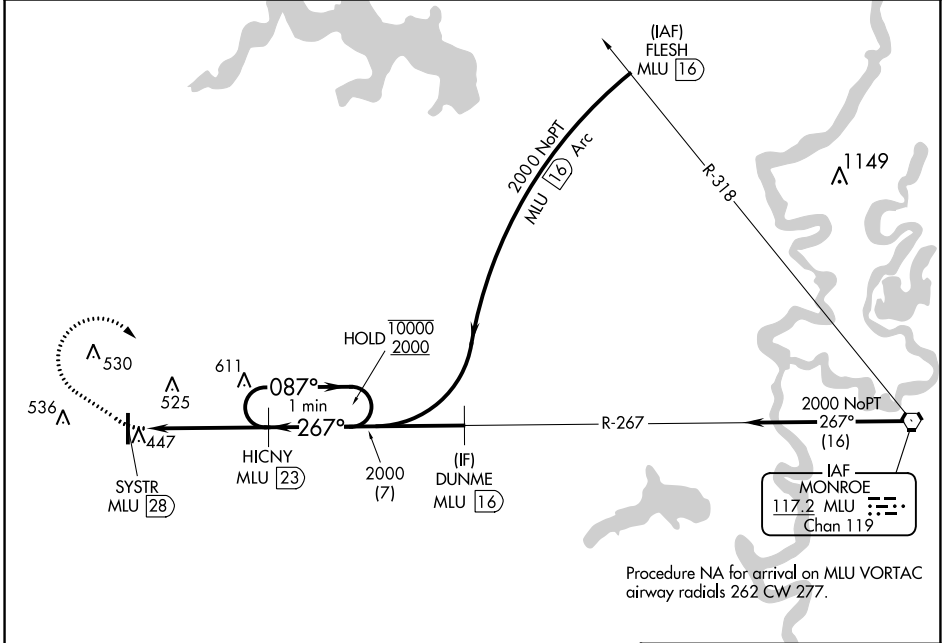 (IAF)
FLESH
MLU 16
2000 NoPT
MLU 16 Arc
R-318
1149
HOLD 10000
2000
530
611
087°
525
1 min
536
267°
R-267
2000 NoPT
267°
(16)
447
HICNY
MLU 23
2000
(7)
(IF)
DUNME
MLU 16
SYSTR
MLU 28
IAF
MONROE
117.2 MLU
Chan 119
Procedure NA for arrival on MLU VORTAC
airway radials 262 CW 277.